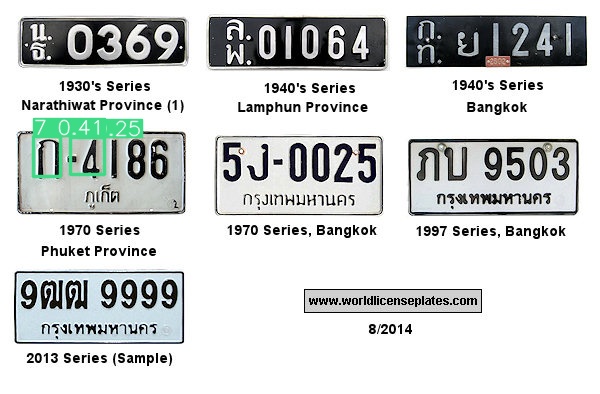 น
ธ. 0369
ล.
พ. 01064
ก.
ท. ย 1241
2502
1930's Series
Narathiwat Province (1)
1940's Series
Lamphun Province
1940's Series
Bangkok
7 0.41.25
ก-4186
ภูเก็ต
2
5ง-0025
กรุงเทพมหานคร
ภบ 9503
กรุงเทพมหานคร
1970 Series
Phuket Province
1970 Series, Bangkok
1997 Series, Bangkok
9ฒฒ 9999
กรุงเทพมหานคร
2013 Series (Sample)
www.worldlicenseplates.com
8/2014